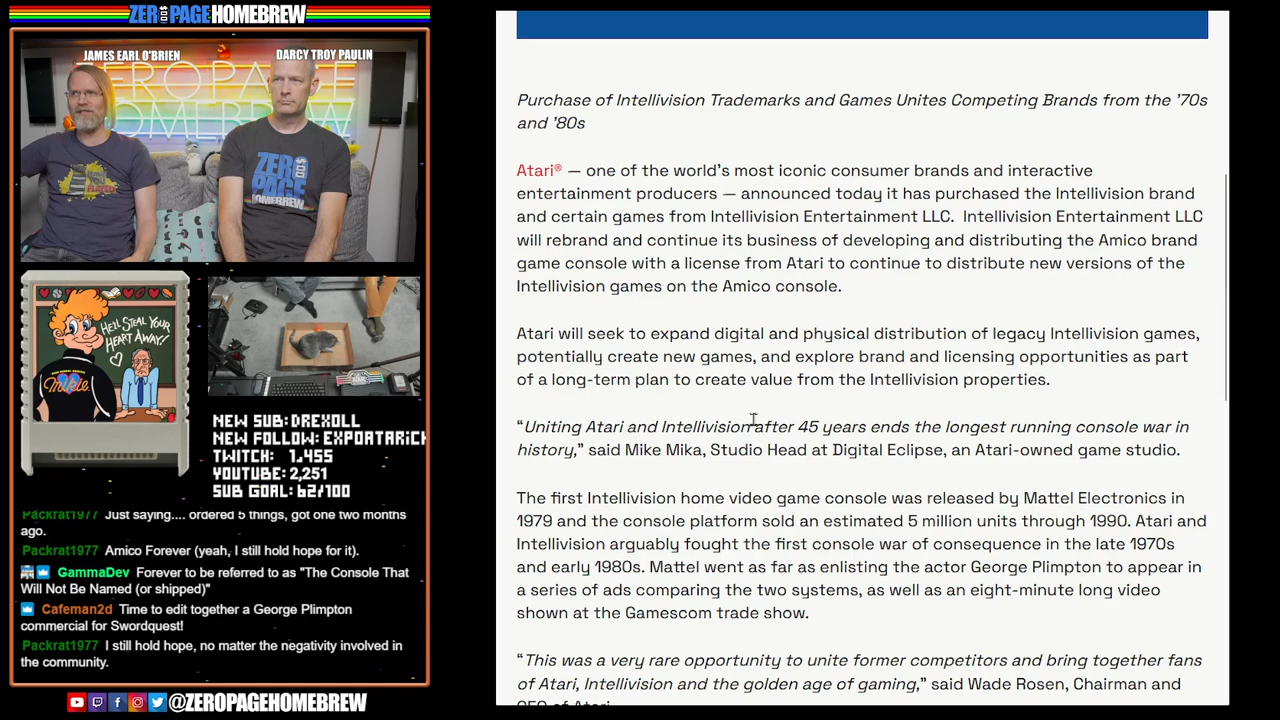 ZEROPAGEHOMEBREW
JAMES EARL O'BRIEN
DARCY TROY PAULIN
ZEROPAGE
HOMEBREW
ZERO PAGE
HOMEBREW
HE'LL STEAL YOUR
HEART AWAY!
Mikie
NEW SUB: DREXOLL
NEW FOLLOW: EXPORTARICH
TWITCH: 1,455
YOUTUBE: 2,251
SUB GOAL: 62/100
Packrat1977 Just saying.... ordered 5 things, got one two months
ago.
Packrat1977 Amico Forever (yeah, I still hold hope for it).
GammaDev Forever to be referred to as "The Console That
Will Not Be Named (or shipped)"
Cafeman2d Time to edit together a George Plimpton
commercial for Swordquest!
Packrat1977 I still hold hope, no matter the negativity involved in
the community.
@ZEROPAGEHOMEBREW
Purchase of Intellivision Trademarks and Games Unites Competing Brands from the '70s
and '80s
Atari® — one of the world's most iconic consumer brands and interactive
entertainment producers — announced today it has purchased the Intellivision brand
and certain games from Intellivision Entertainment LLC. Intellivision Entertainment LLC
will rebrand and continue its business of developing and distributing the Amico brand
game console with a license from Atari to continue to distribute new versions of the
Intellivision games on the Amico console.
Atari will seek to expand digital and physical distribution of legacy Intellivision games,
potentially create new games, and explore brand and licensing opportunities as part
of a long-term plan to create value from the Intellivision properties.
“Uniting Atari and Intellivision after 45 years ends the longest running console war in
history,” said Mike Mika, Studio Head at Digital Eclipse, an Atari-owned game studio.
The first Intellivision home video game console was released by Mattel Electronics in
1979 and the console platform sold an estimated 5 million units through 1990. Atari and
Intellivision arguably fought the first console war of consequence in the late 1970s
and early 1980s. Mattel went as far as enlisting the actor George Plimpton to appear in
a series of ads comparing the two systems, as well as an eight-minute long video
shown at the Gamescom trade show.
“This was a very rare opportunity to unite former competitors and bring together fans
of Atari, Intellivision and the golden age of gaming,” said Wade Rosen, Chairman and
CEO of Atari.